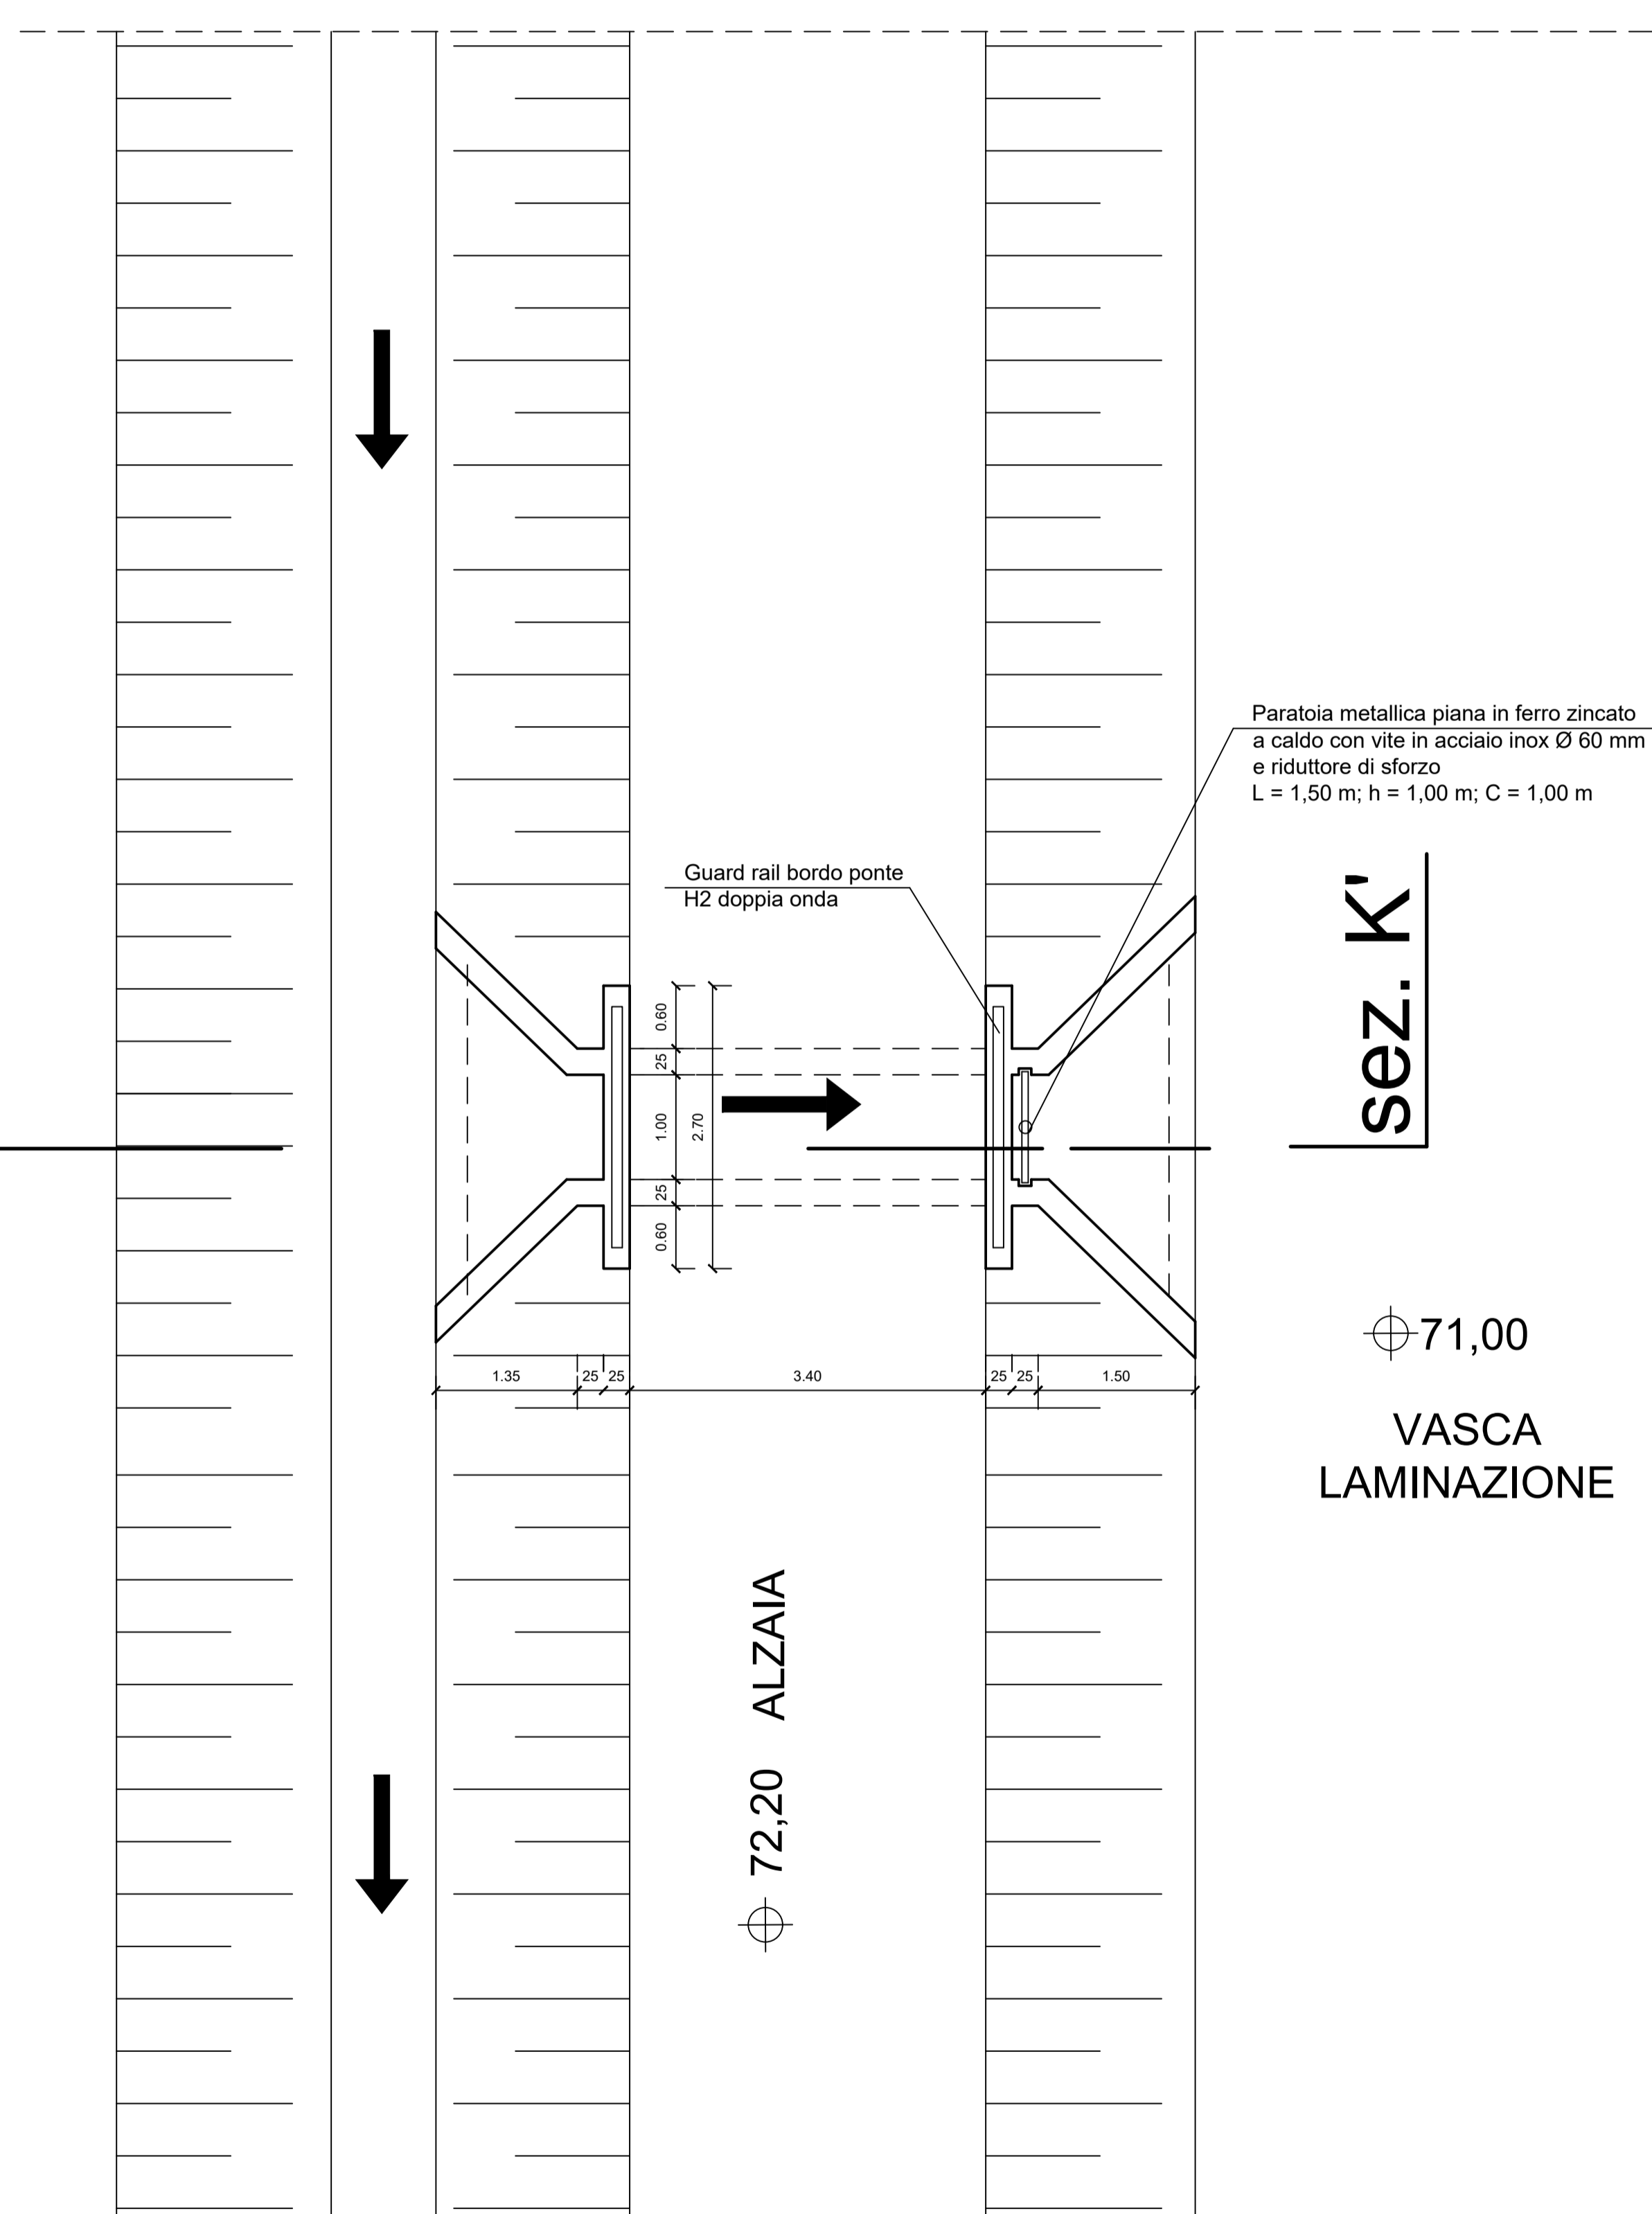 Paratoia metallica piana in ferro zincato
a caldo con vite in acciaio inox Ø 60 mm
e riduttore di sforzo
L = 1,50 m; h = 1,00 m; C = 1,00 m
Guard rail bordo ponte
H2 doppia onda
sez. K'
0.60
25
1.00
2.70
25
0.60
71,00
1.35
25
25
3.40
25
25
1.50
VASCA
LAMINAZIONE
72,20 ALZAIA